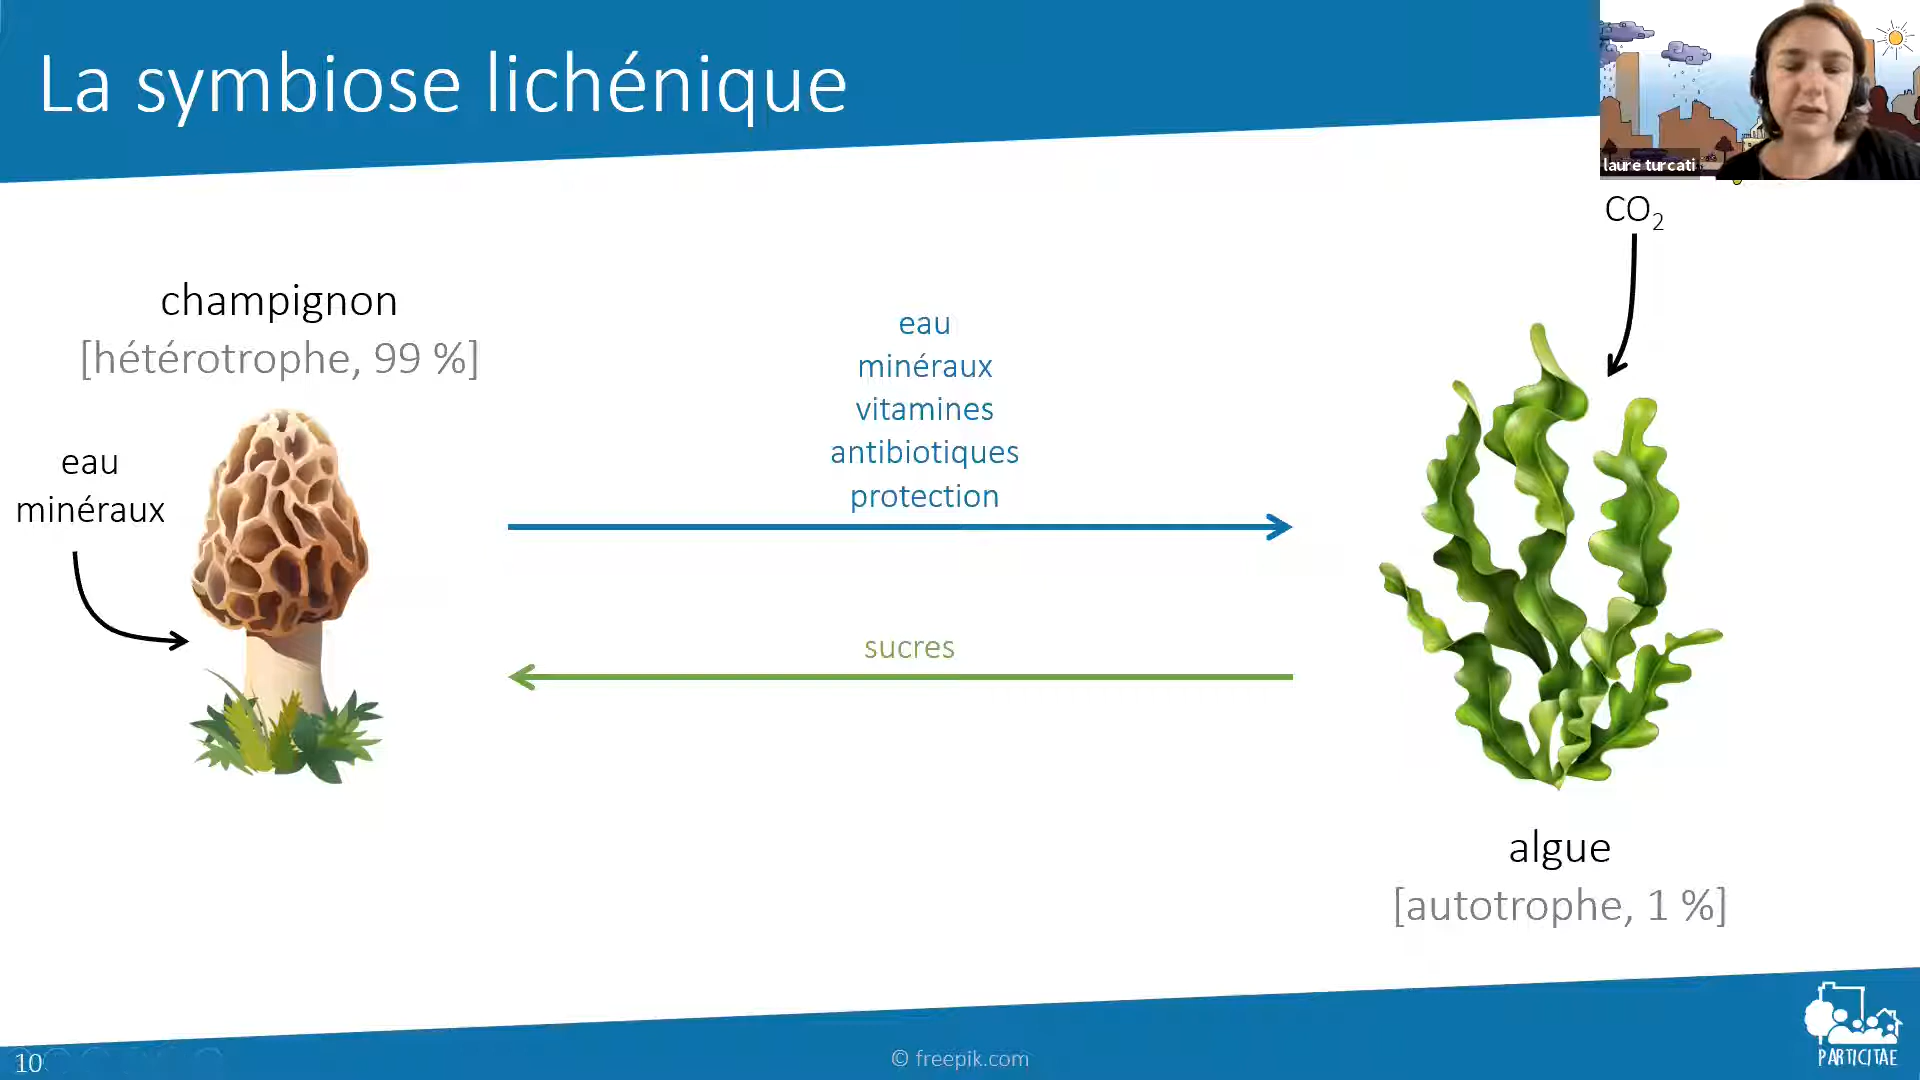 La symbiose lichénique
laure turcati
CO₂
champignon
[hétérotrophe, 99 %]
eau
minéraux
eau
minéraux
vitamines
antibiotiques
protection
sucres
algue
[autotrophe, 1 %]
10
© freepik.com
PARTICITAE